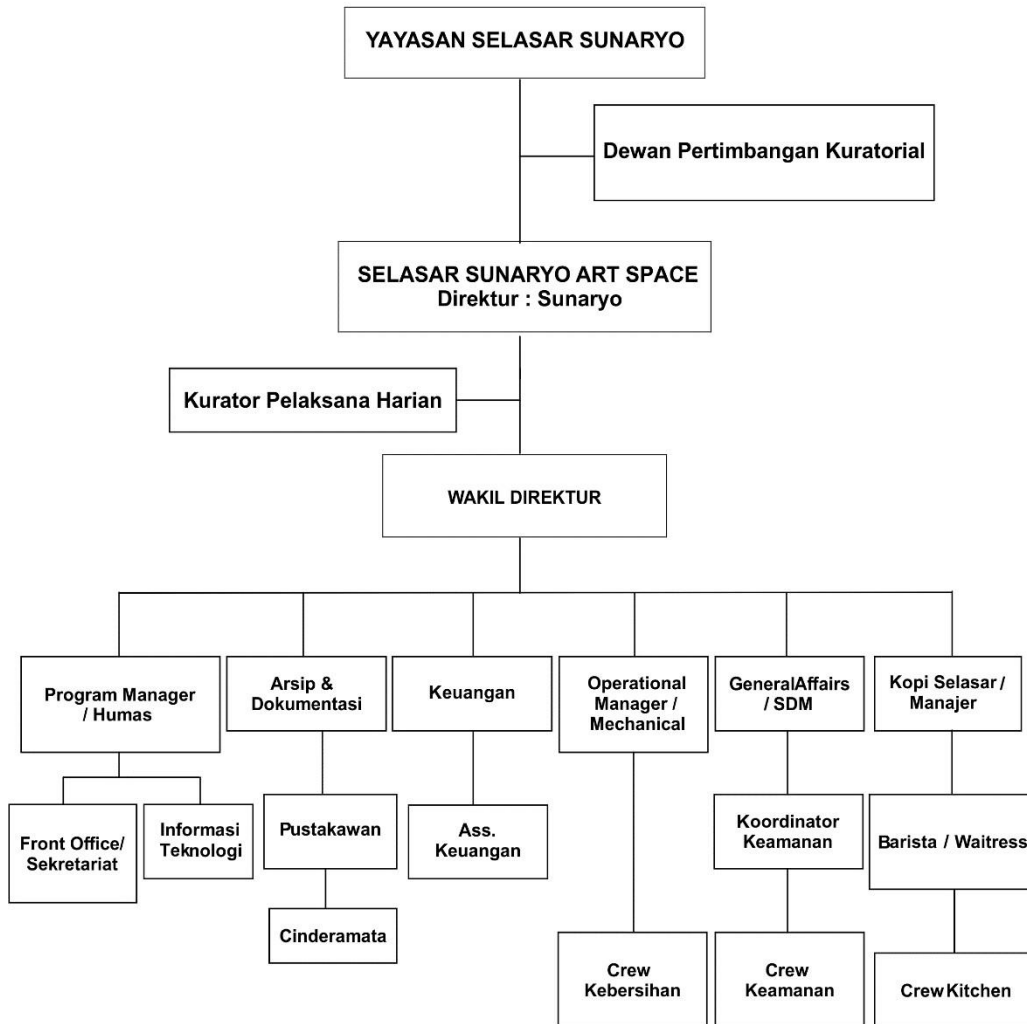 YAYASAN SELASAR SUNARYO
Dewan Pertimbangan Kuratorial
SELASAR SUNARYO ART SPACE
Direktur : Sunaryo
Kurator Pelaksana Harian
WAKIL DIREKTUR
Program Manager
/ Humas
Arsip &
Dokumentasi
Keuangan
Operational
Manager /
Mechanical
GeneralAffairs
/ SDM
Kopi Selasar /
Manajer
Front Office/
Sekretariat
Informasi
Teknologi
Pustakawan
Ass.
Keuangan
Koordinator
Keamanan
Barista / Waitress
Cinderamata
Crew
Kebersihan
Crew
Keamanan
Crew Kitchen